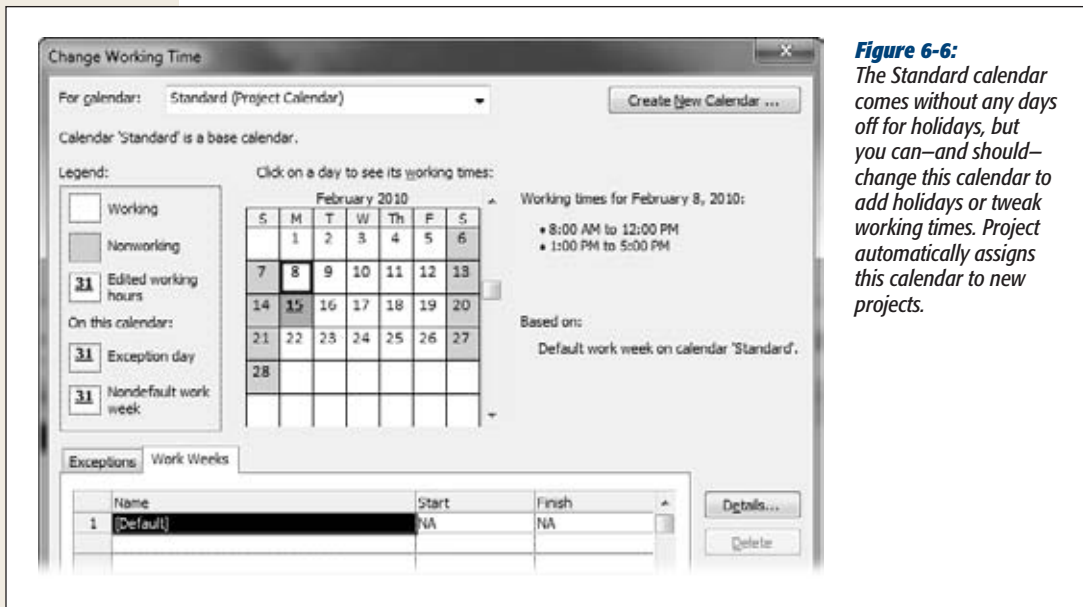 Change Working Time
For calendar: Standard (Project Calendar)
Create New Calendar ...
Calendar 'Standard' is a base calendar.
Legend:
Working
Nonworking
31 Edited working
hours
On this calendar:
31 Exception day
31 Nondefault work
week
Click on a day to see its working times:
February 2010
S M T W Th F S
1 2 3 4 5 6
7 8 9 10 11 12 13
14 15 16 17 18 19 20
21 22 23 24 25 26 27
28
Working times for February 8, 2010:
• 8:00 AM to 12:00 PM
• 1:00 PM to 5:00 PM
Based on:
Default work week on calendar 'Standard'.
Exceptions Work Weeks
Name Start Finish
1 [Default] NA NA
Details...
Delete
Figure 6-6:
The Standard calendar
comes without any days
off for holidays, but
you can—and should—
change this calendar to
add holidays or tweak
working times. Project
automatically assigns
this calendar to new
projects.